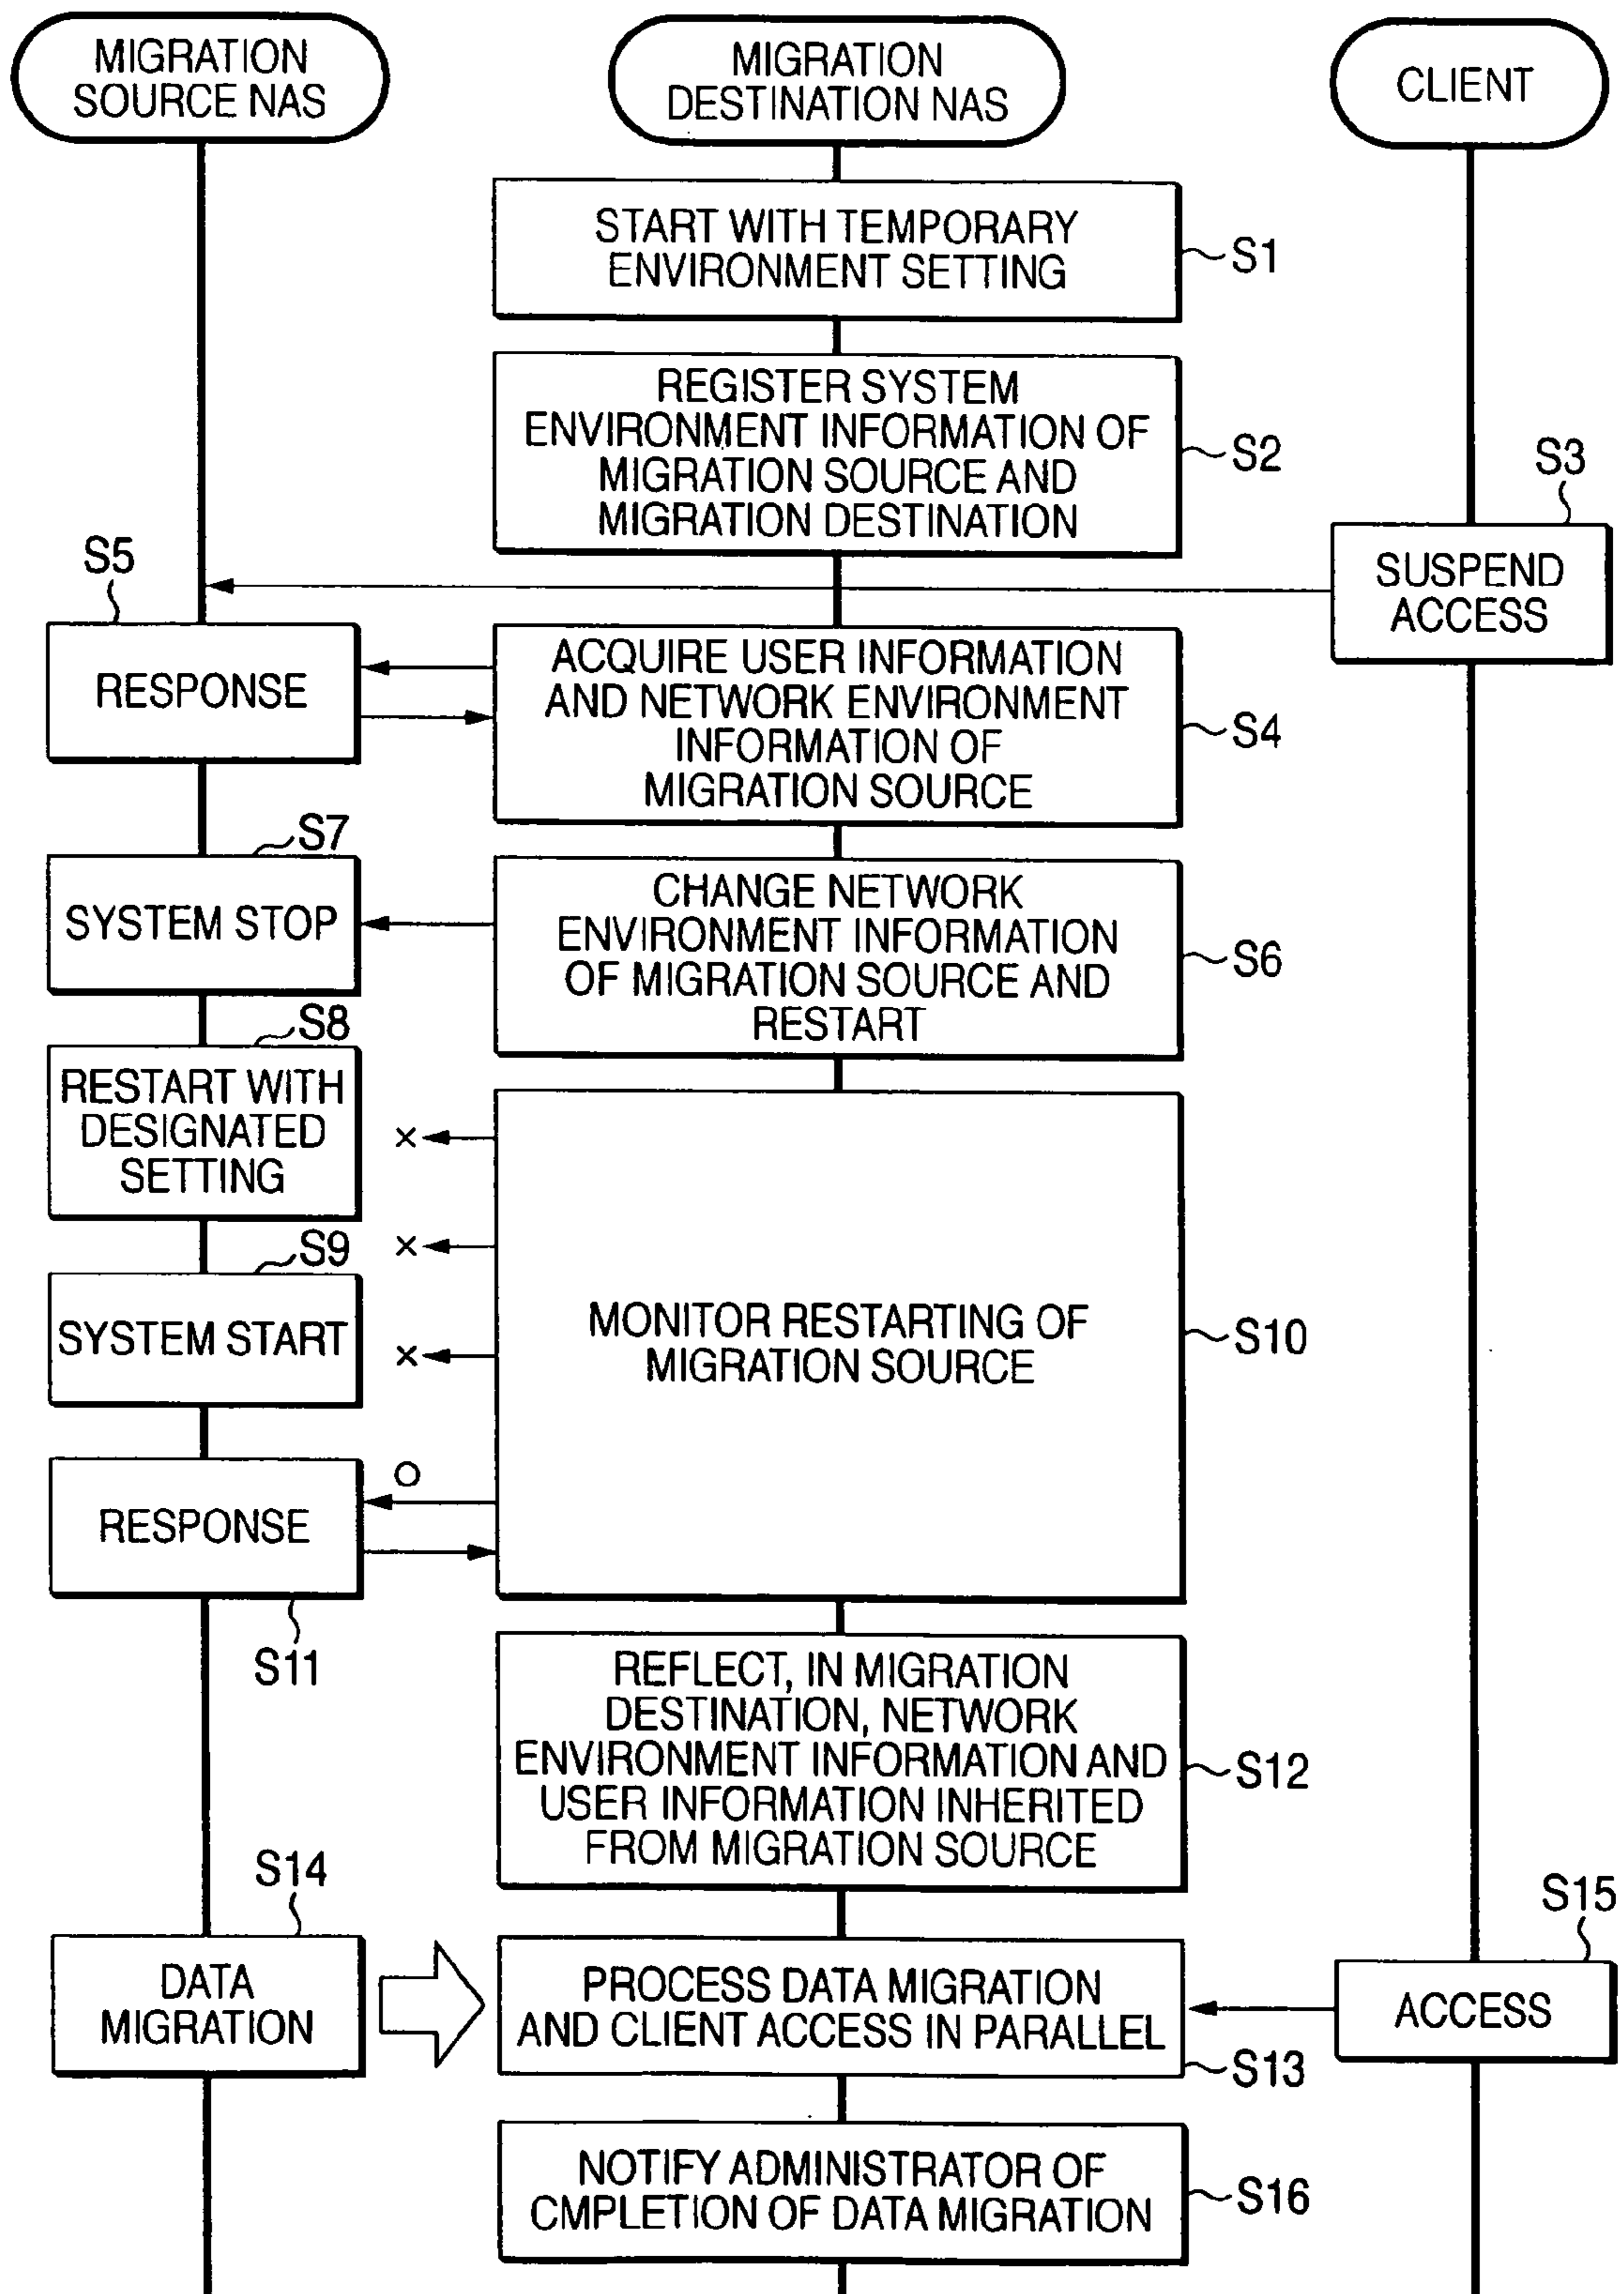 MIGRATION
SOURCE NAS
MIGRATION
DESTINATION NAS
CLIENT
START WITH TEMPORARY
ENVIRONMENT SETTING
S1
REGISTER SYSTEM
ENVIRONMENT INFORMATION OF
MIGRATION SOURCE AND
MIGRATION DESTINATION
S2
S3
SUSPEND
ACCESS
S5
RESPONSE
ACQUIRE USER INFORMATION
AND NETWORK ENVIRONMENT
INFORMATION OF
MIGRATION SOURCE
S4
S7
SYSTEM STOP
CHANGE NETWORK
ENVIRONMENT INFORMATION
OF MIGRATION SOURCE AND
RESTART
S6
S8
RESTART WITH
DESIGNATED
SETTING
×
×
S9
SYSTEM START
×
MONITOR RESTARTING OF
MIGRATION SOURCE
S10
○
RESPONSE
S11
REFLECT, IN MIGRATION
DESTINATION, NETWORK
ENVIRONMENT INFORMATION AND
USER INFORMATION INHERITED
FROM MIGRATION SOURCE
S12
S14
DATA
MIGRATION
PROCESS DATA MIGRATION
AND CLIENT ACCESS IN PARALLEL
S13
S15
ACCESS
NOTIFY ADMINISTRATOR OF
CMPLETION OF DATA MIGRATION
S16